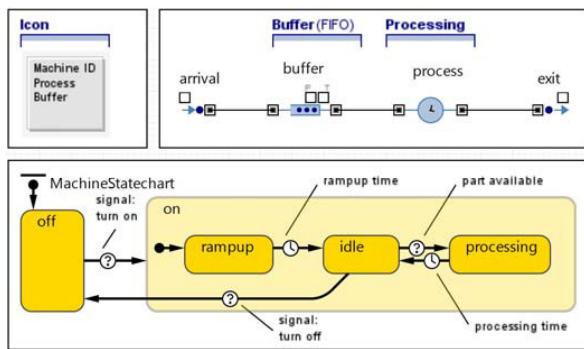 Icon
Machine ID
Process
Buffer
Buffer (FIFO)
Processing
arrival
buffer
process
exit
P T
MachineStatechart
off
signal:
turn on
on
rampup
rampup time
idle
part available
processing
processing time
signal:
turn off
? ? ?